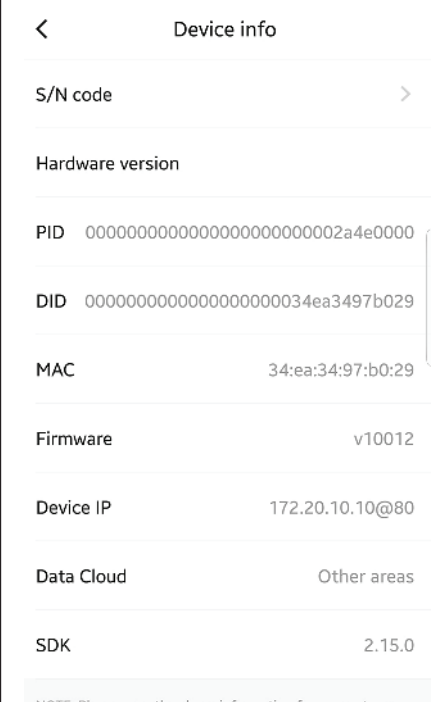 Device info
S/N code
Hardware version
PID 0000000000000000000000002a4e0000
DID 0000000000000000000034ea3497b029
MAC 34:ea:34:97:b0:29
Firmware v10012
Device IP 172.20.10.10@80
Data Cloud Other areas
SDK 2.15.0